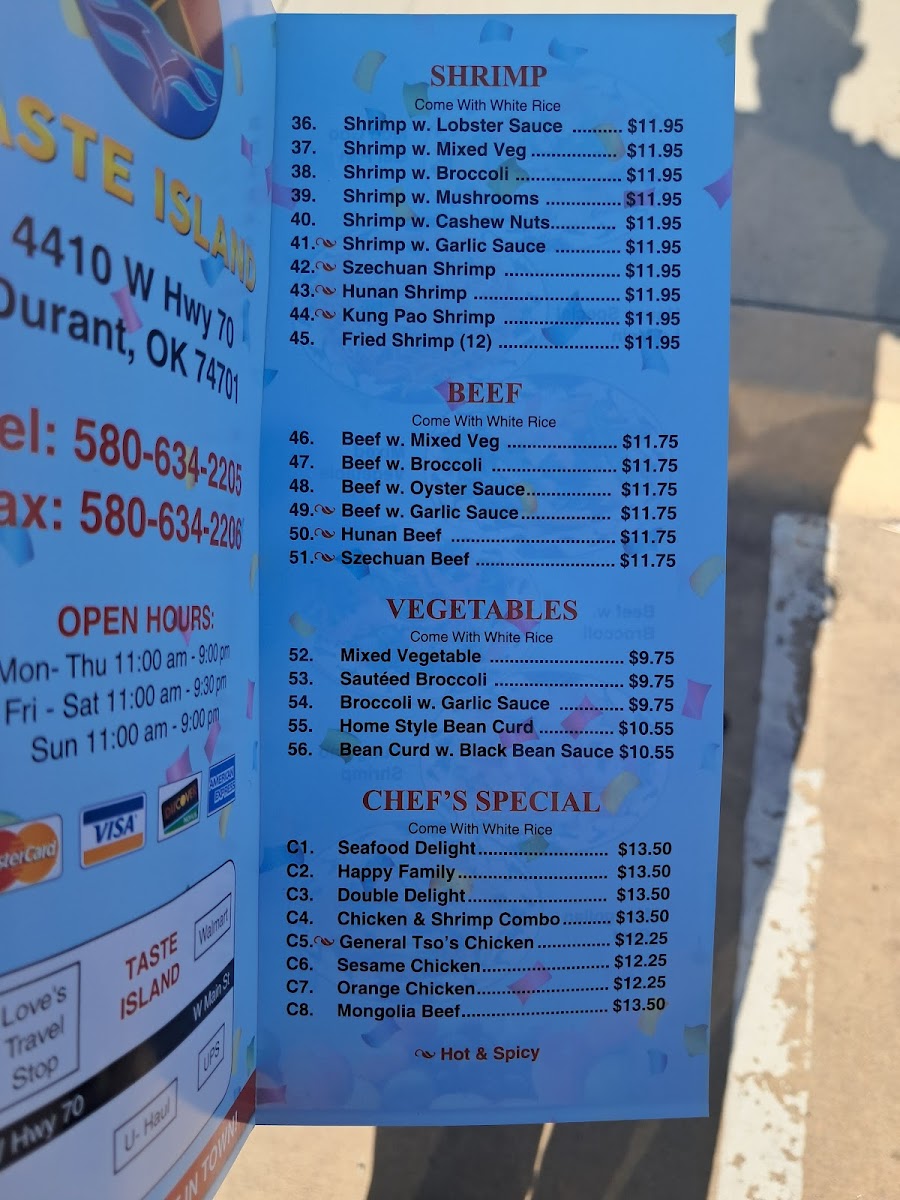 TASTE ISLAND
4410 W Hwy 70
Durant, OK 74701
Tel: 580-634-2205
Fax: 580-634-2206
OPEN HOURS:
Mon- Thu 11:00 am - 9:00 pm
Fri - Sat 11:00 am - 9:30 pm
Sun 11:00 am - 9:00 pm
MasterCard
VISA
DISCOVER
AMERICAN EXPRESS
TASTE
ISLAND
Walmart
Love's
Travel
Stop
W Main St
UPS
U- Haul
Hwy 70
IN TOWN!
SHRIMP
Come With White Rice
36. Shrimp w. Lobster Sauce .......... $11.95
37. Shrimp w. Mixed Veg ................. $11.95
38. Shrimp w. Broccoli ..................... $11.95
39. Shrimp w. Mushrooms ............... $11.95
40. Shrimp w. Cashew Nuts............. $11.95
41. Shrimp w. Garlic Sauce ............. $11.95
42. Szechuan Shrimp ....................... $11.95
43. Hunan Shrimp ............................. $11.95
44. Kung Pao Shrimp ....................... $11.95
45. Fried Shrimp (12) ........................ $11.95
BEEF
Come With White Rice
46. Beef w. Mixed Veg ...................... $11.75
47. Beef w. Broccoli ......................... $11.75
48. Beef w. Oyster Sauce................. $11.75
49. Beef w. Garlic Sauce.................. $11.75
50. Hunan Beef ................................. $11.75
51. Szechuan Beef ............................ $11.75
VEGETABLES
Come With White Rice
52. Mixed Vegetable ........................... $9.75
53. Sautéed Broccoli .......................... $9.75
54. Broccoli w. Garlic Sauce ............. $9.75
55. Home Style Bean Curd ............... $10.55
56. Bean Curd w. Black Bean Sauce $10.55
CHEF'S SPECIAL
Come With White Rice
C1. Seafood Delight.......................... $13.50
C2. Happy Family.............................. $13.50
C3. Double Delight............................ $13.50
C4. Chicken & Shrimp Combo.......... $13.50
C5. General Tso's Chicken .............. $12.25
C6. Sesame Chicken......................... $12.25
C7. Orange Chicken........................... $12.25
C8. Mongolia Beef............................. $13.50
Hot & Spicy